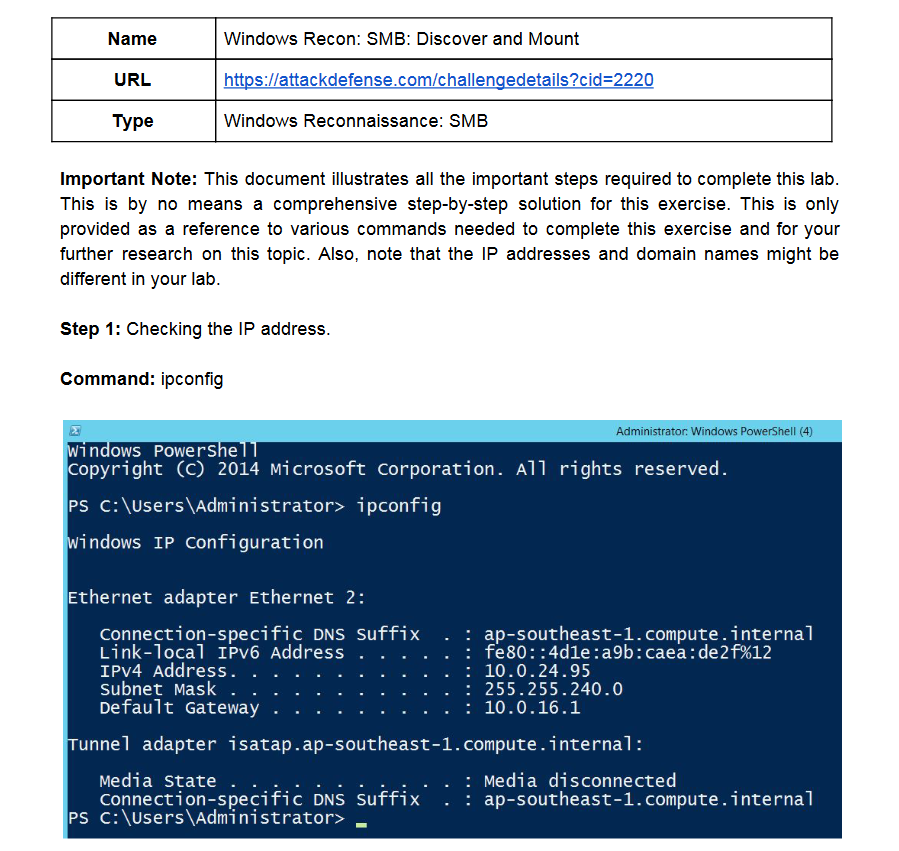 Name Windows Recon: SMB: Discover and Mount
URL https://attackdefense.com/challengedetails?cid=2220
Type Windows Reconnaissance: SMB
Important Note: This document illustrates all the important steps required to complete this lab.
This is by no means a comprehensive step-by-step solution for this exercise. This is only
provided as a reference to various commands needed to complete this exercise and for your
further research on this topic. Also, note that the IP addresses and domain names might be
different in your lab.
Step 1: Checking the IP address.
Command: ipconfig
Administrator: Windows PowerShell (4)
Windows PowerShell
Copyright (C) 2014 Microsoft Corporation. All rights reserved.
PS C:\Users\Administrator> ipconfig
Windows IP Configuration
Ethernet adapter Ethernet 2:
Connection-specific DNS Suffix . : ap-southeast-1.compute.internal
Link-local IPv6 Address . . . . . : fe80::4d1e:a9b:caea:de2f%12
IPv4 Address. . . . . . . . . . . : 10.0.24.95
Subnet Mask . . . . . . . . . . . : 255.255.240.0
Default Gateway . . . . . . . . . : 10.0.16.1
Tunnel adapter isatap.ap-southeast-1.compute.internal:
Media State . . . . . . . . . . . : Media disconnected
Connection-specific DNS Suffix . : ap-southeast-1.compute.internal
PS C:\Users\Administrator> _